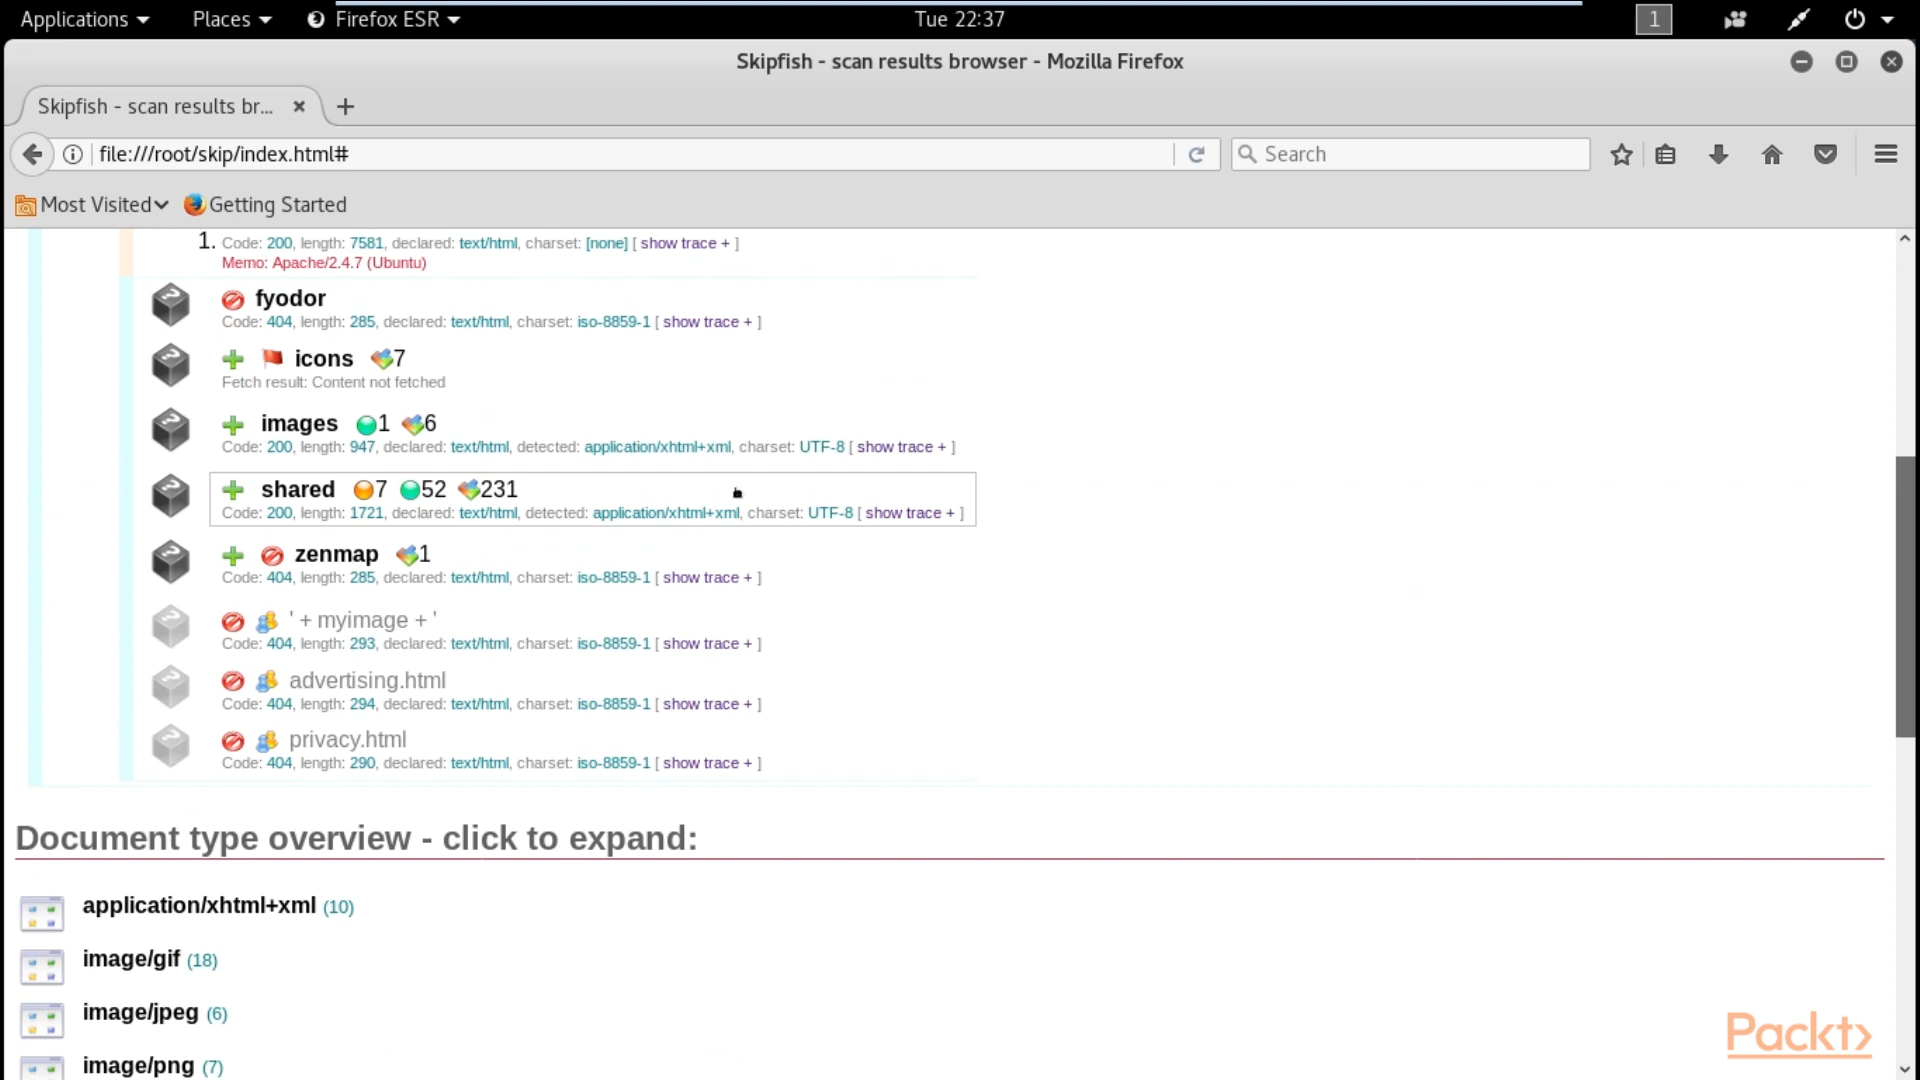 Applications Places Firefox ESR Tue 22:37 1
Skipfish - scan results browser - Mozilla Firefox
Skipfish - scan results br...
file:///root/skip/index.html# Search
Most Visited Getting Started
1. Code: 200, length: 7581, declared: text/html, charset: [none] [ show trace + ]
Memo: Apache/2.4.7 (Ubuntu)
fyodor
Code: 404, length: 285, declared: text/html, charset: iso-8859-1 [ show trace + ]
icons 7
Fetch result: Content not fetched
images 1 6
Code: 200, length: 947, declared: text/html, detected: application/xhtml+xml, charset: UTF-8 [ show trace + ]
shared 7 52 231
Code: 200, length: 1721, declared: text/html, detected: application/xhtml+xml, charset: UTF-8 [ show trace + ]
zenmap 1
Code: 404, length: 285, declared: text/html, charset: iso-8859-1 [ show trace + ]
' + myimage + '
Code: 404, length: 293, declared: text/html, charset: iso-8859-1 [ show trace + ]
advertising.html
Code: 404, length: 294, declared: text/html, charset: iso-8859-1 [ show trace + ]
privacy.html
Code: 404, length: 290, declared: text/html, charset: iso-8859-1 [ show trace + ]
Document type overview - click to expand:
application/xhtml+xml (10)
image/gif (18)
image/jpeg (6)
image/png (7)
Packt>